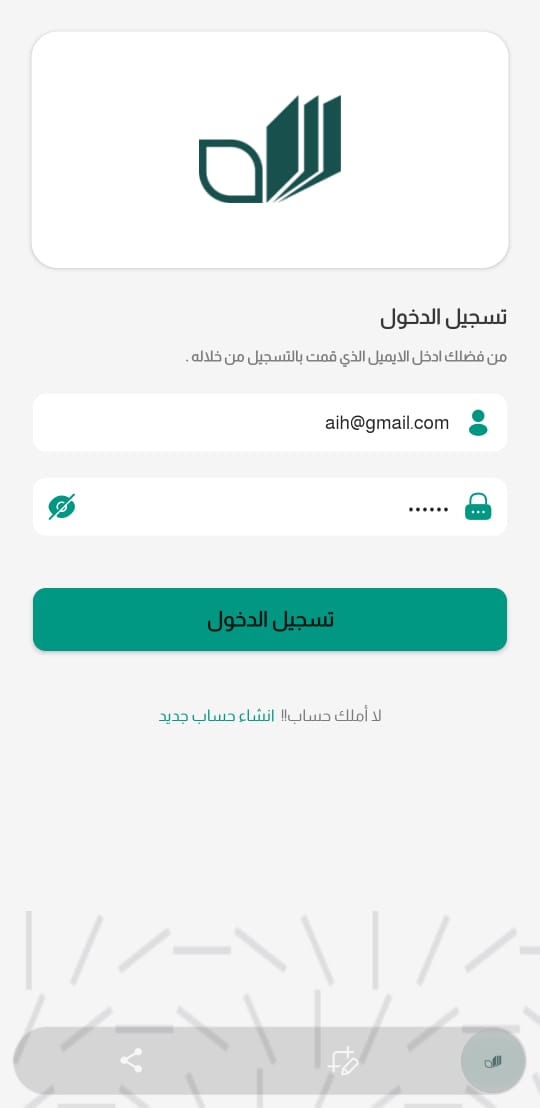 تسجيل الدخول
من فضلك ادخل الايميل الذي قمت بالتسجيل من خلاله .
aih@gmail.com
••••••
تسجيل الدخول
لا أملك حساب!! انشاء حساب جديد